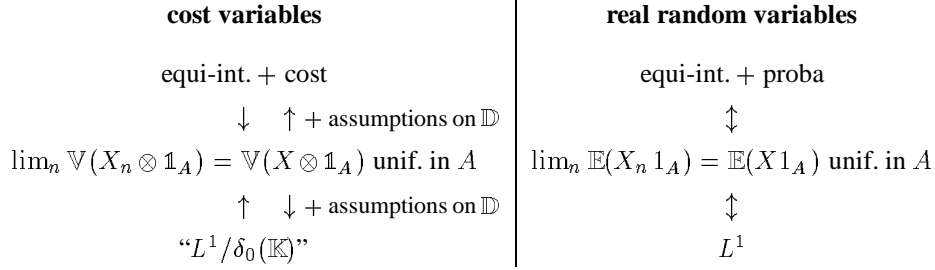 cost variables
real random variables
equi-int. + cost
equi-int. + proba
↓ ↑ + assumptions on 𝔻
↕
lim_n 𝕍(X_n ⊗ 𝟙_A) = 𝕍(X ⊗ 𝟙_A) unif. in A
lim_n 𝔼(X_n 1_A) = 𝔼(X 1_A) unif. in A
↑ ↓ + assumptions on 𝔻
↕
“L¹/δ₀(𝕂)”
L¹